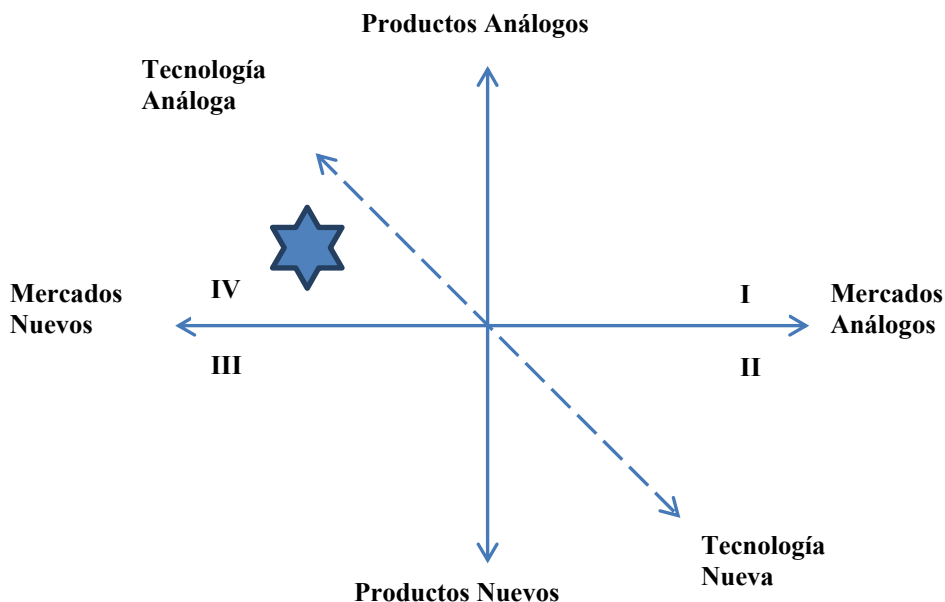 Productos Análogos
Tecnología
Análoga
Mercados
Nuevos
IV
I
Mercados
Análogos
III
II
Tecnología
Nueva
Productos Nuevos